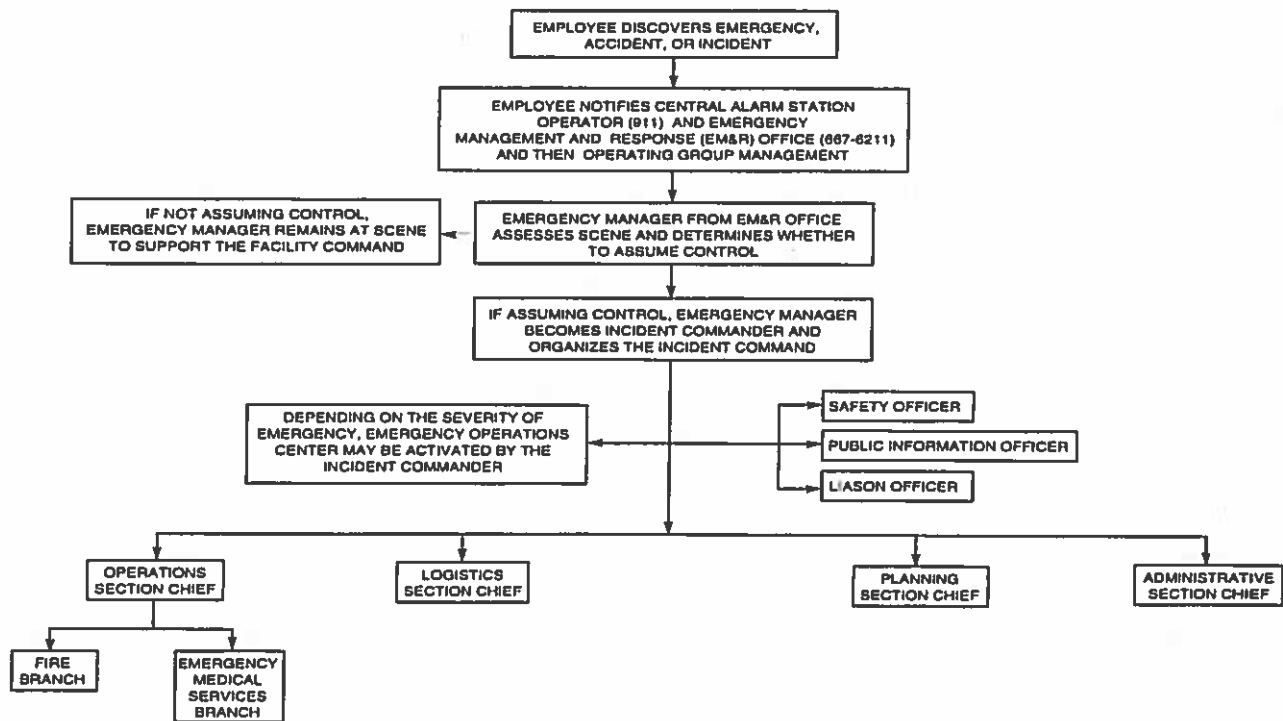 EMPLOYEE DISCOVERS EMERGENCY,
ACCIDENT, OR INCIDENT
EMPLOYEE NOTIFIES CENTRAL ALARM STATION
OPERATOR (911) AND EMERGENCY
MANAGEMENT AND RESPONSE (EM&R) OFFICE (667-6211)
AND THEN OPERATING GROUP MANAGEMENT
IF NOT ASSUMING CONTROL,
EMERGENCY MANAGER REMAINS AT SCENE
TO SUPPORT THE FACILITY COMMAND
EMERGENCY MANAGER FROM EM&R OFFICE
ASSESSES SCENE AND DETERMINES WHETHER
TO ASSUME CONTROL
IF ASSUMING CONTROL, EMERGENCY MANAGER
BECOMES INCIDENT COMMANDER AND
ORGANIZES THE INCIDENT COMMAND
DEPENDING ON THE SEVERITY OF
EMERGENCY, EMERGENCY OPERATIONS
CENTER MAY BE ACTIVATED BY THE
INCIDENT COMMANDER
SAFETY OFFICER
PUBLIC INFORMATION OFFICER
LIASON OFFICER
OPERATIONS
SECTION CHIEF
LOGISTICS
SECTION CHIEF
PLANNING
SECTION CHIEF
ADMINISTRATIVE
SECTION CHIEF
FIRE
BRANCH
EMERGENCY
MEDICAL
SERVICES
BRANCH